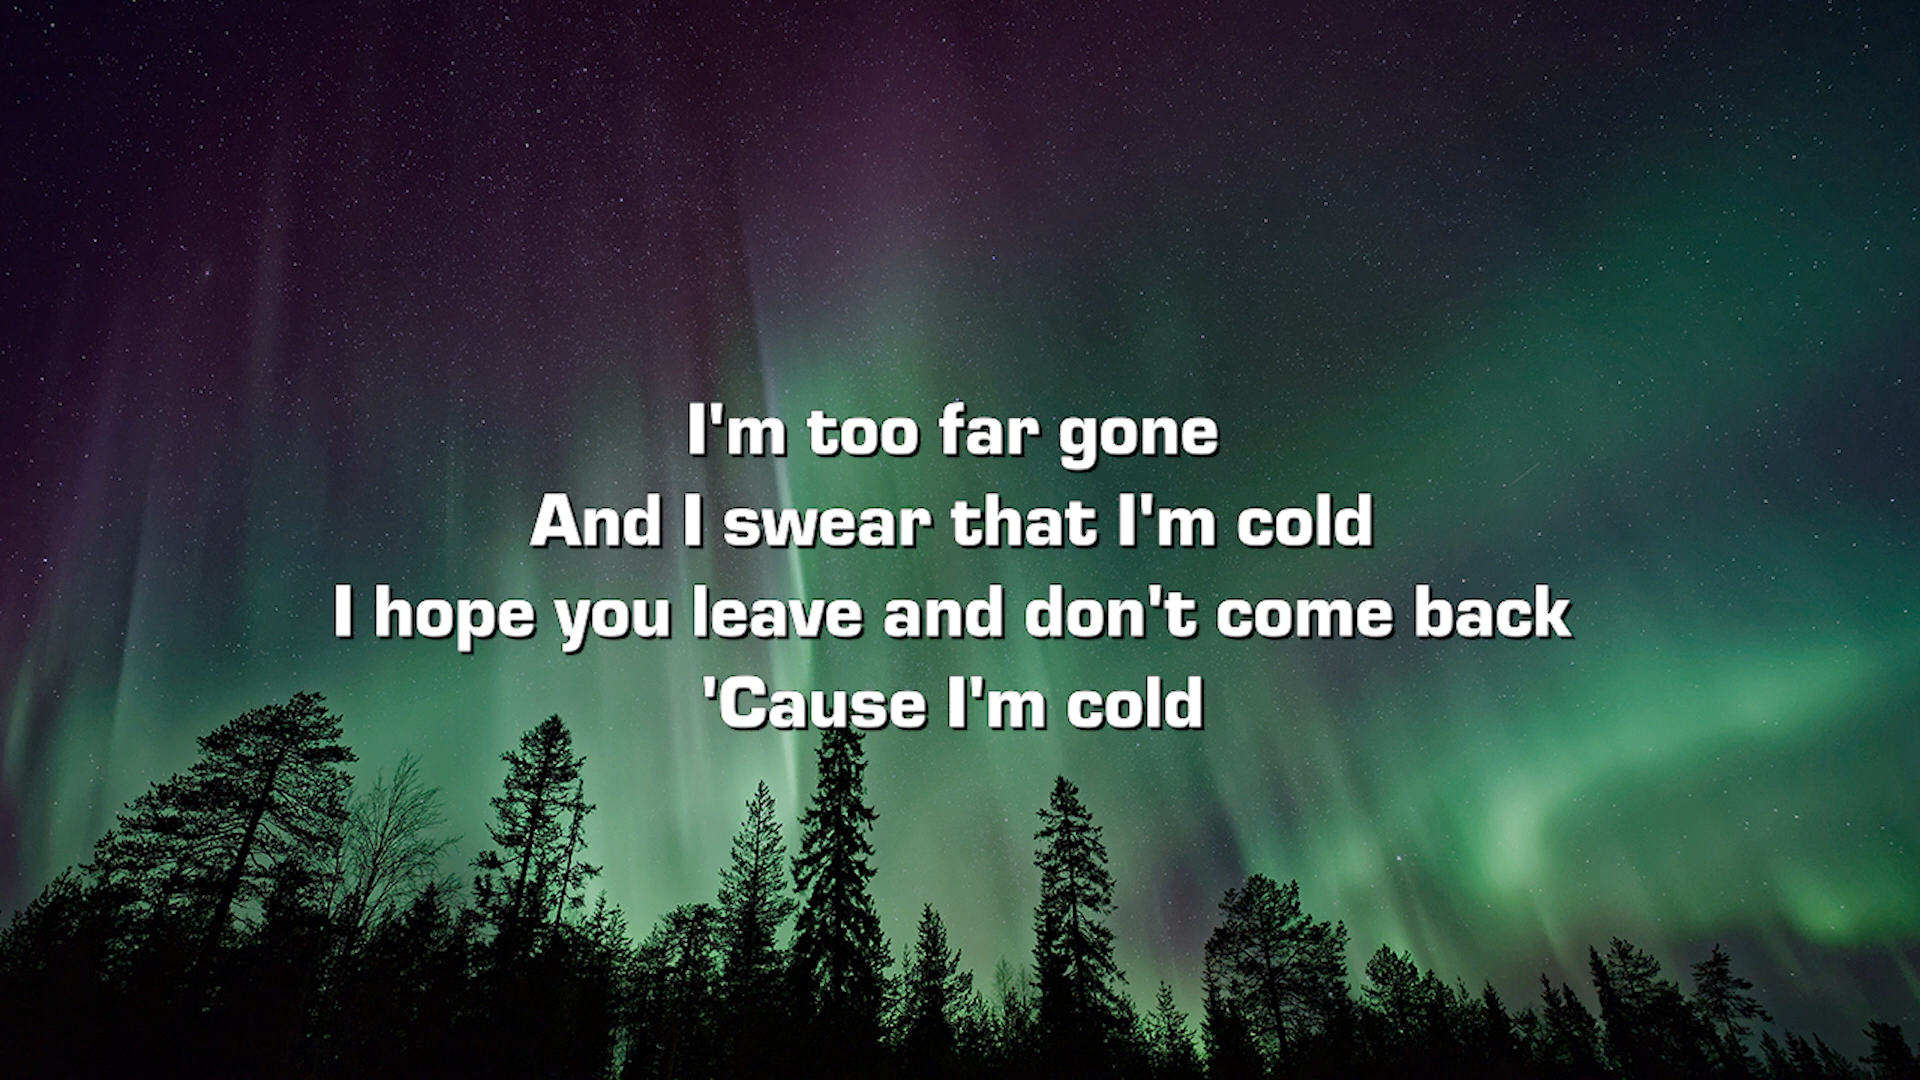 I'm too far gone
And I swear that I'm cold
I hope you leave and don't come back
'Cause I'm cold